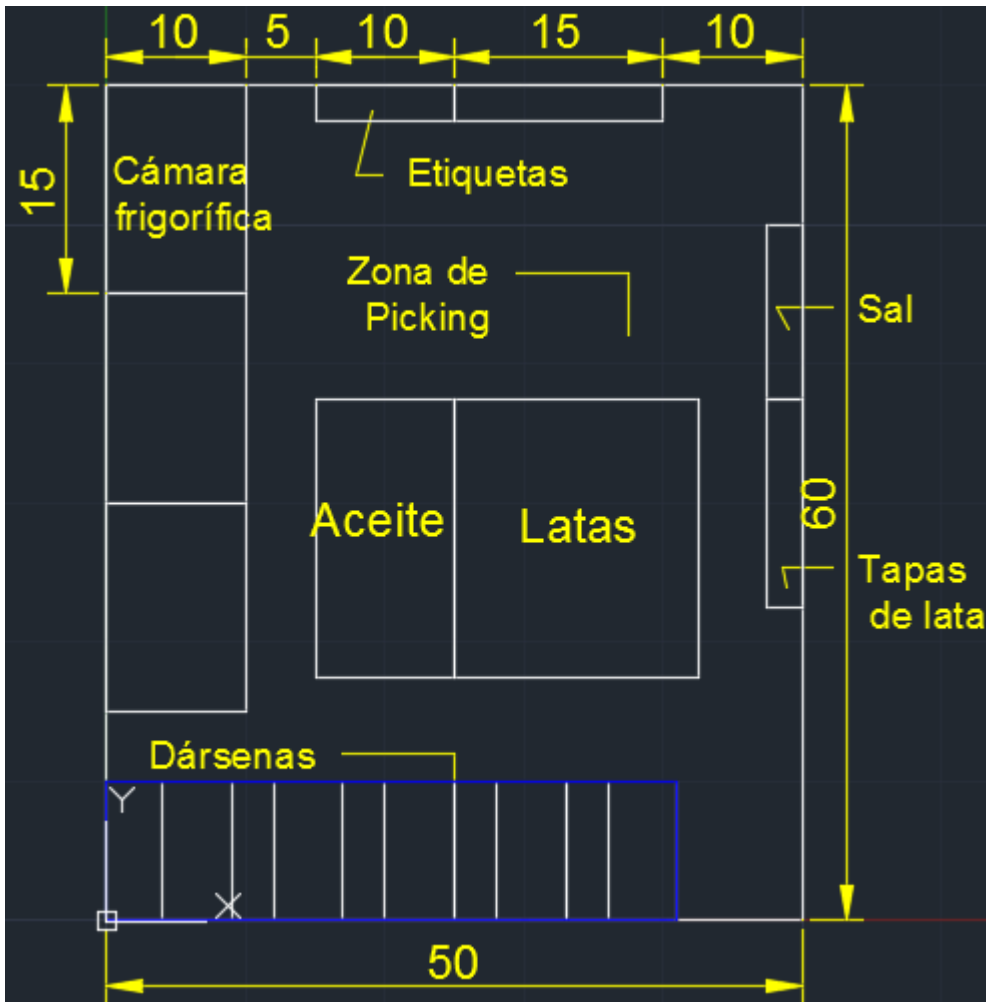 10 5 10 15 10
15
Cámara
frigorífica
Etiquetas
Zona de
Picking
Sal
Aceite
Latas
60
Tapas
de lata
Dársenas
Y
X
50